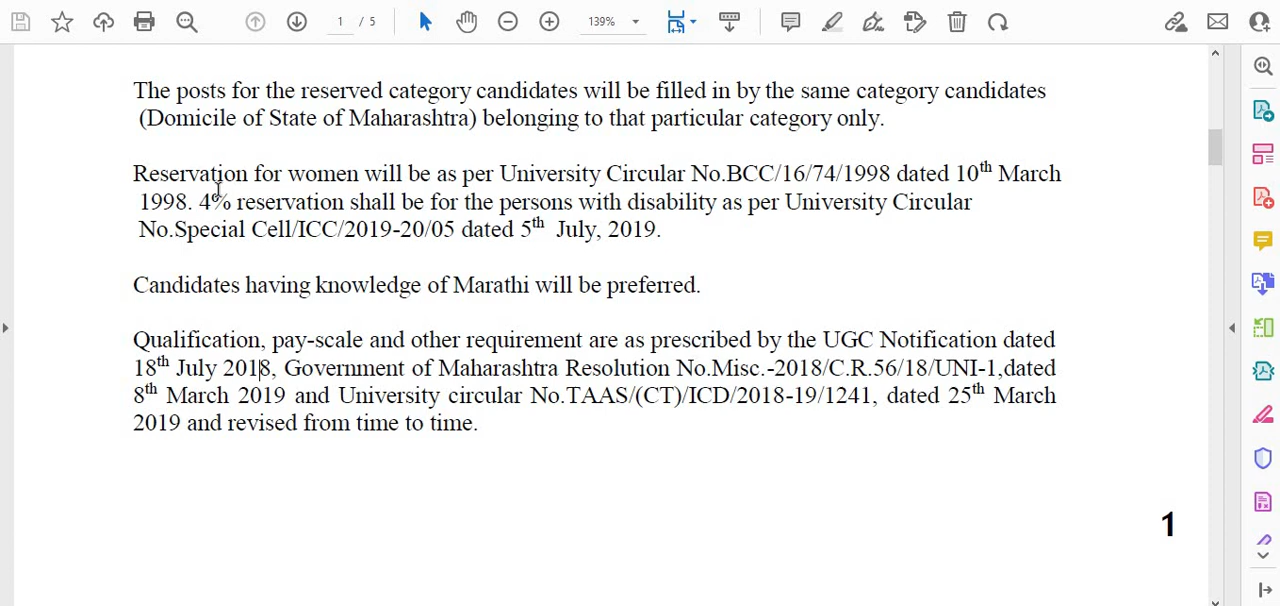 1 / 5
139%
The posts for the reserved category candidates will be filled in by the same category candidates
(Domicile of State of Maharashtra) belonging to that particular category only.
Reservation for women will be as per University Circular No.BCC/16/74/1998 dated 10th March
1998. 4% reservation shall be for the persons with disability as per University Circular
No.Special Cell/ICC/2019-20/05 dated 5th July, 2019.
Candidates having knowledge of Marathi will be preferred.
Qualification, pay-scale and other requirement are as prescribed by the UGC Notification dated
18th July 2018, Government of Maharashtra Resolution No.Misc.-2018/C.R.56/18/UNI-1,dated
8th March 2019 and University circular No.TAAS/(CT)/ICD/2018-19/1241, dated 25th March
2019 and revised from time to time.
1